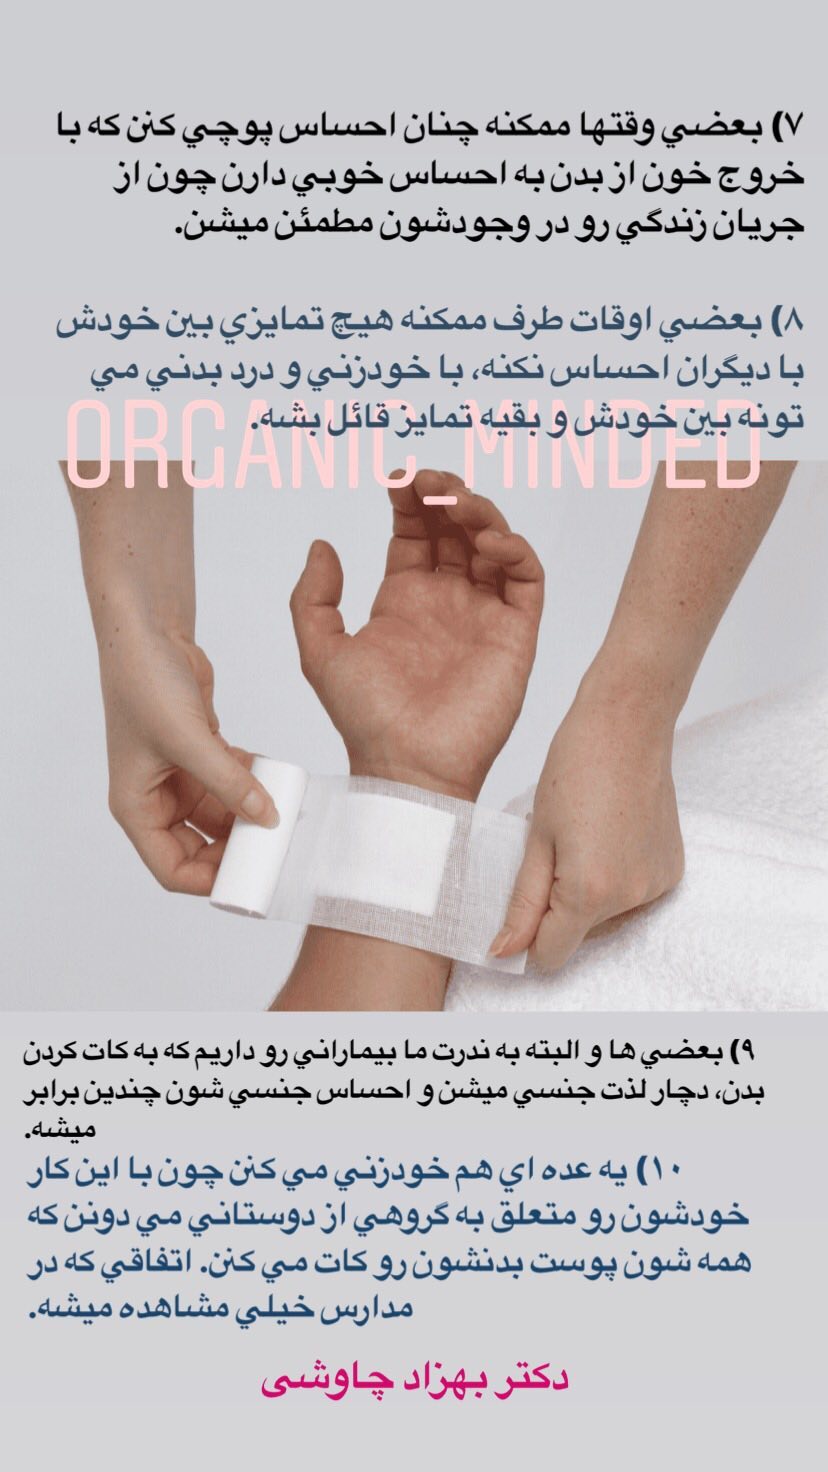 ۷) بعضي وقتها ممكنه چنان احساس پوچي كنن كه با
خروج خون از بدن به احساس خوبي دارن چون از
جريان زندگي رو در وجودشون مطمئن ميشن.
۸) بعضي اوقات طرف ممكنه هيچ تمايزي بين خودش
با ديگران احساس نكنه، با خودزني و درد بدني مي
تونه بين خودش و بقيه تمايز قائل بشه.
ORGANIC_MINDED
۹) بعضي ها و البته به ندرت ما بيماراني رو داريم كه به كات كردن
بدن، دچار لذت جنسي ميشن و احساس جنسي شون چندين برابر
ميشه.
۱۰) يه عده اي هم خودزني مي كنن چون با اين كار
خودشون رو متعلق به گروهي از دوستاني مي دونن كه
همه شون پوست بدنشون رو كات مي كنن. اتفاقي كه در
مدارس خيلي مشاهده ميشه.
دکتر بهزاد چاوشی